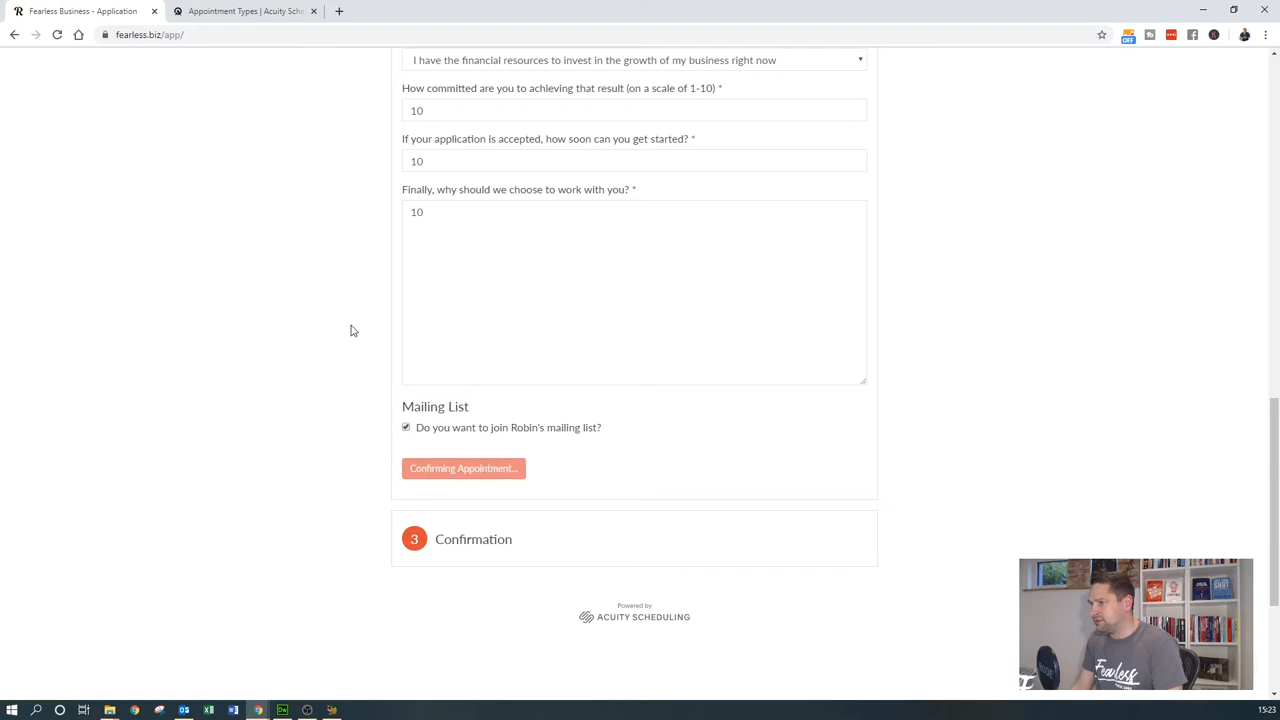 Fearless Business - Application
Appointment Types | Acuity Sche
fearless.biz/app/
OFF
I have the financial resources to invest in the growth of my business right now
How committed are you to achieving that result (on a scale of 1-10) *
10
If your application is accepted, how soon can you get started? *
10
Finally, why should we choose to work with you? *
10
Mailing List
Do you want to join Robin's mailing list?
Confirming Appointment...
3 Confirmation
Powered by
ACUITY SCHEDULING
Fearless
15:23